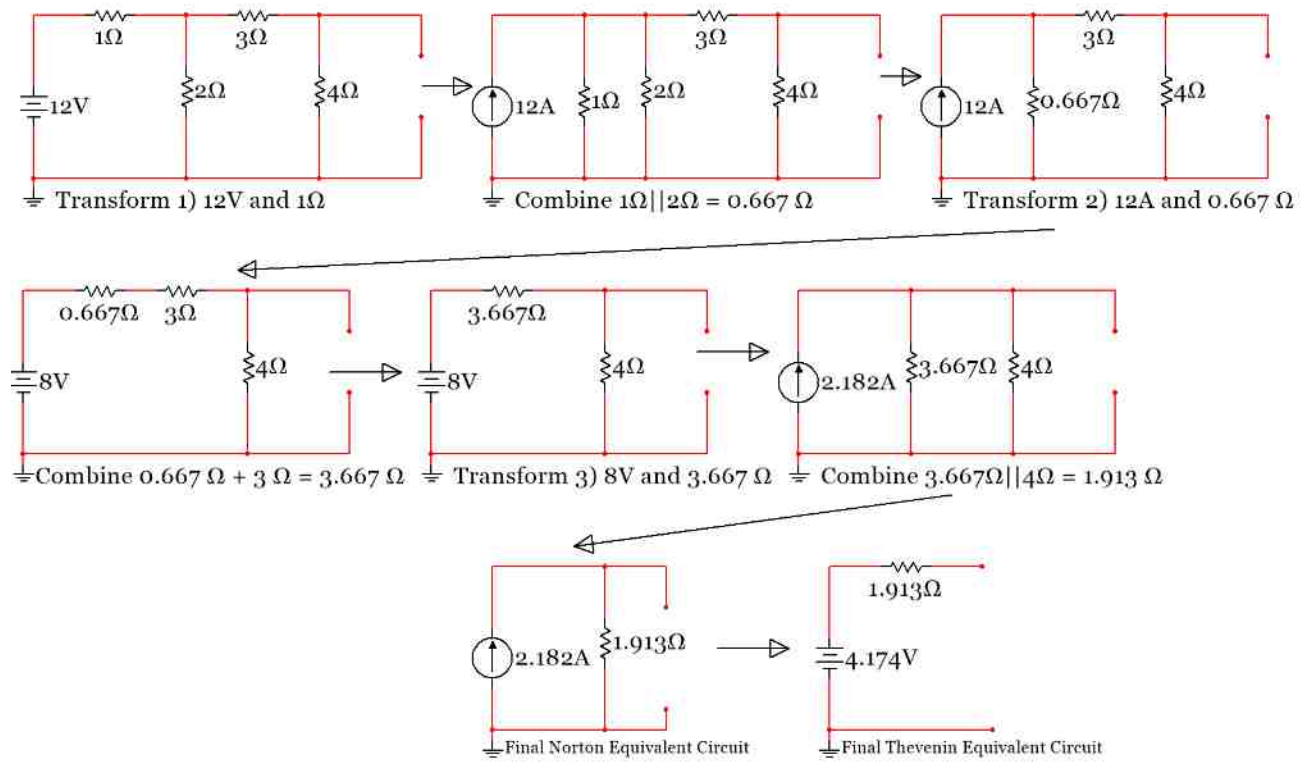 1Ω
3Ω
12V
2Ω
4Ω
Transform 1) 12V and 1Ω
3Ω
12A
1Ω
2Ω
4Ω
Combine 1Ω||2Ω = 0.667 Ω
3Ω
12A
0.667Ω
4Ω
Transform 2) 12A and 0.667 Ω
0.667Ω
3Ω
8V
4Ω
Combine 0.667 Ω + 3 Ω = 3.667 Ω
3.667Ω
8V
4Ω
Transform 3) 8V and 3.667 Ω
2.182A
3.667Ω
4Ω
Combine 3.667Ω||4Ω = 1.913 Ω
2.182A
1.913Ω
Final Norton Equivalent Circuit
1.913Ω
4.174V
Final Thevenin Equivalent Circuit